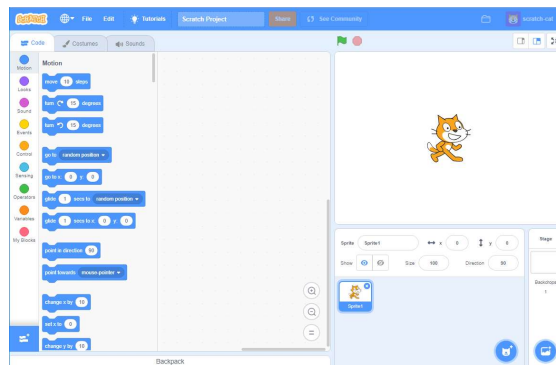 SCRATCH File Edit Tutorials Scratch Project Share See Community scratch-cat
Code Costumes Sounds
Motion
Looks
Sound
Events
Control
Sensing
Operators
Variables
My Blocks
Motion
move 10 steps
turn 15 degrees
turn 15 degrees
go to random position
go to x: 0 y: 0
glide 1 secs to random position
glide 1 secs to x: 0 y: 0
point in direction 90
point towards mouse-pointer
change x by 10
set x to 0
change y by 10
Backpack
Sprite Sprite1 x 0 y 0
Show Size 100 Direction 90
Sprite1
Stage
Backdrops
1